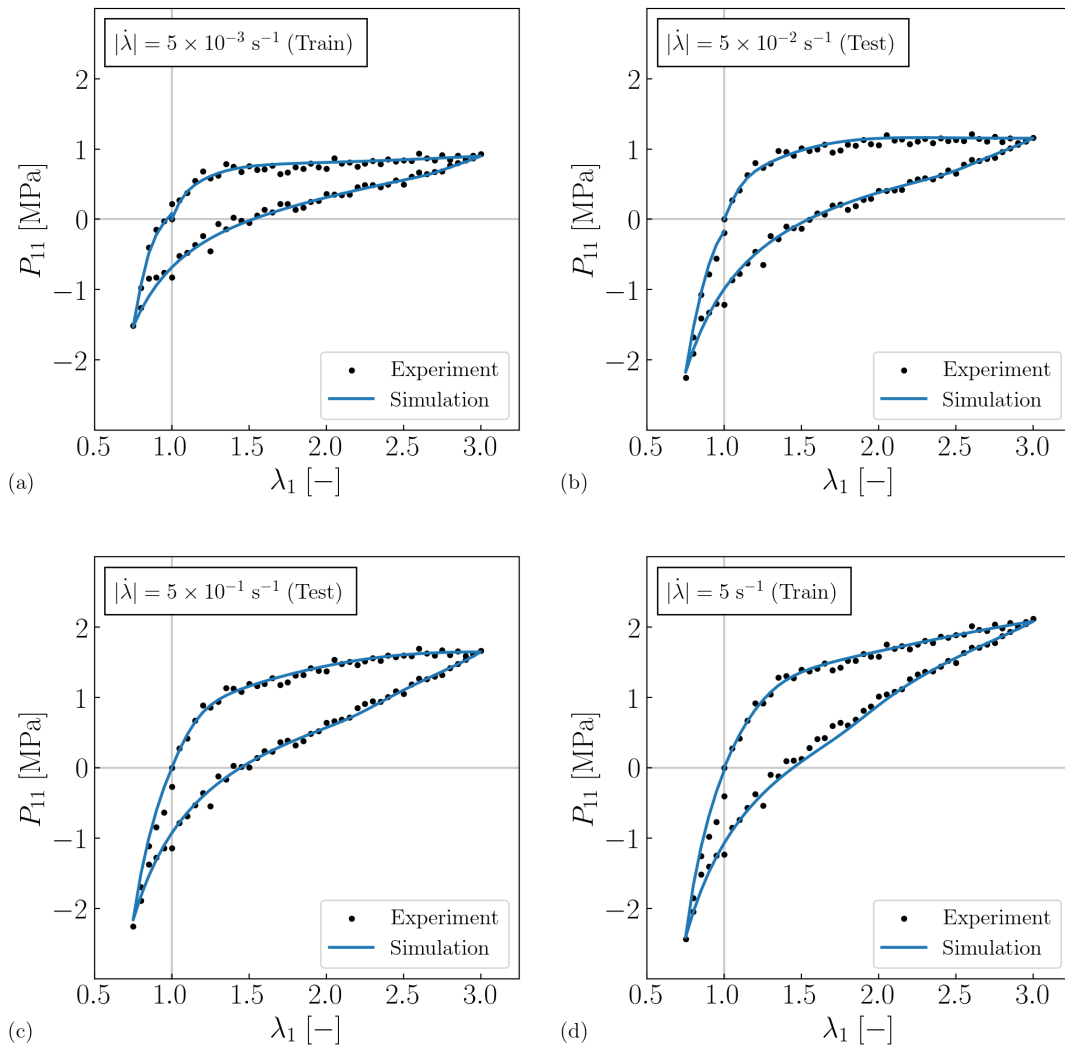 |λ̇| = 5 × 10⁻³ s⁻¹ (Train)
P₁₁ [MPa]
2
1
0
−1
−2
Experiment
Simulation
0.5 1.0 1.5 2.0 2.5 3.0
λ₁ [−]
(a)
|λ̇| = 5 × 10⁻² s⁻¹ (Test)
P₁₁ [MPa]
2
1
0
−1
−2
Experiment
Simulation
0.5 1.0 1.5 2.0 2.5 3.0
λ₁ [−]
(b)
|λ̇| = 5 × 10⁻¹ s⁻¹ (Test)
P₁₁ [MPa]
2
1
0
−1
−2
Experiment
Simulation
0.5 1.0 1.5 2.0 2.5 3.0
λ₁ [−]
(c)
|λ̇| = 5 s⁻¹ (Train)
P₁₁ [MPa]
2
1
0
−1
−2
Experiment
Simulation
0.5 1.0 1.5 2.0 2.5 3.0
λ₁ [−]
(d)